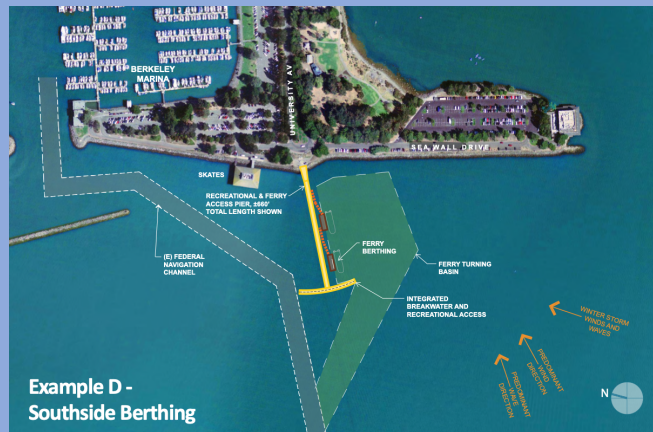 BERKELEY
MARINA
UNIVERSITY AV
SEA WALL DRIVE
SKATES
RECREATIONAL & FERRY
ACCESS PIER, ±660'
TOTAL LENGTH SHOWN
(E) FEDERAL
NAVIGATION
CHANNEL
FERRY
BERTHING
FERRY TURNING
BASIN
INTEGRATED
BREAKWATER AND
RECREATIONAL ACCESS
WINTER STORM
WINDS AND
WAVES
PREDOMINANT
WIND
DIRECTION
PREDOMINANT
WAVE
DIRECTION
N
Example D -
Southside Berthing